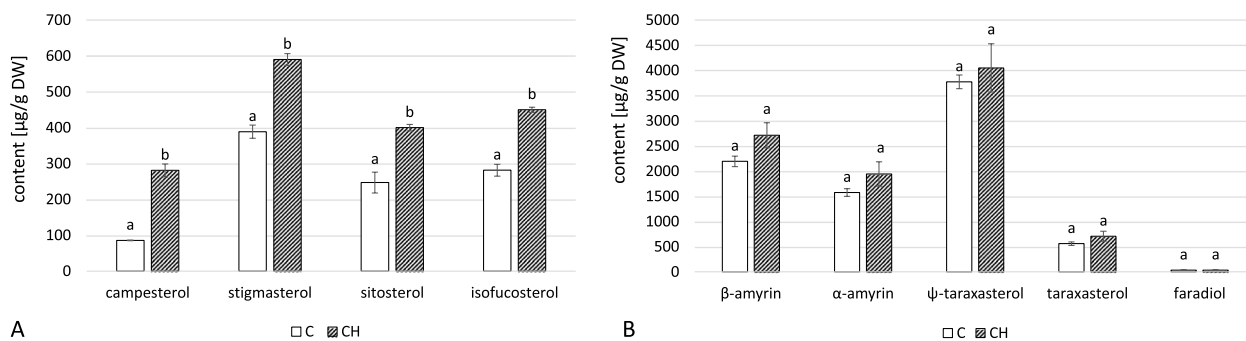 700
600
500
400
300
200
100
0
content [µg/g DW]
a
b
a
b
a
b
a
b
campesterol
stigmasterol
sitosterol
isofucosterol
C
CH
A
5000
4500
4000
3500
3000
2500
2000
1500
1000
500
0
content [µg/g DW]
a
a
a
a
a
a
a
a
a
a
β-amyrin
α-amyrin
ψ-taraxasterol
taraxasterol
faradiol
C
CH
B